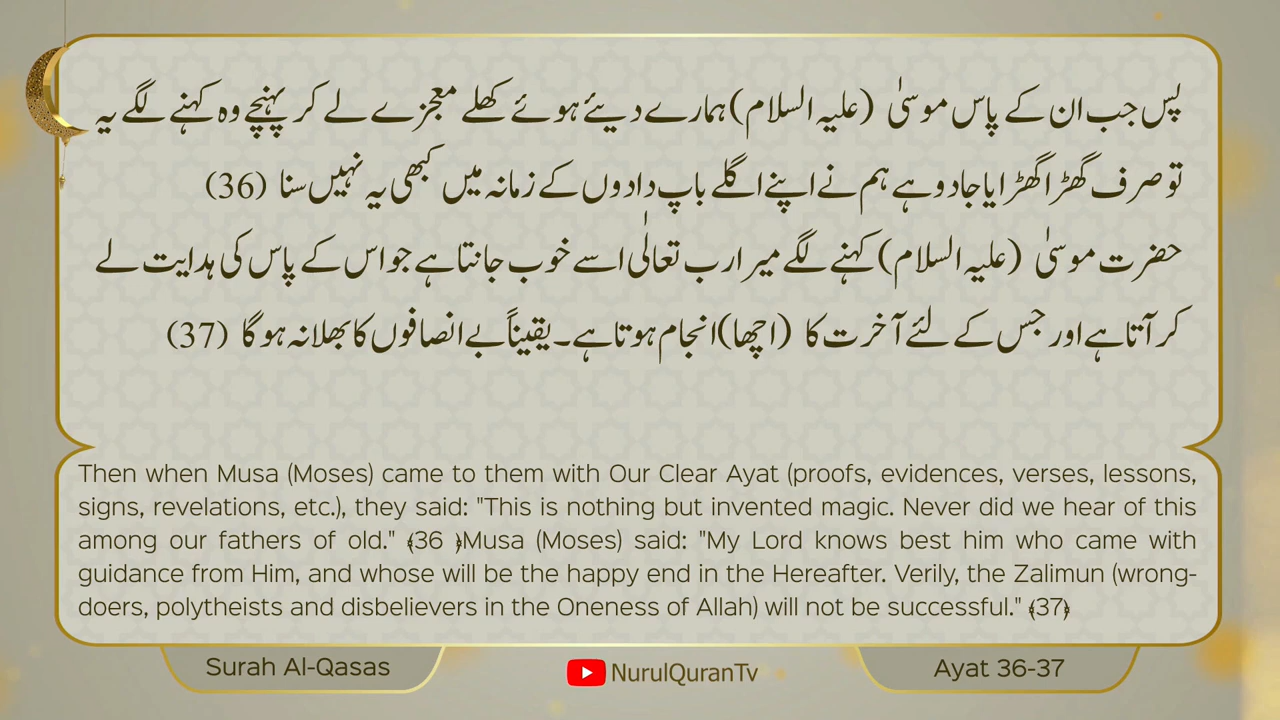 پس جب ان کے پاس موسیٰ (علیہ السلام) ہمارے دیئے ہوئے کھلے معجزے لے کر پہنچے وہ کہنے لگے یہ
تو صرف گھڑا گھڑایا جادو ہے ہم نے اپنے اگلے باپ دادوں کے زمانہ میں کبھی یہ نہیں سنا (36)
حضرت موسیٰ (علیہ السلام) کہنے لگے میرا رب تعالٰی اسے خوب جانتا ہے جو اس کے پاس کی ہدایت لے
کر آتا ہے اور جس کے لئے آخرت کا (اچھا) انجام ہوتا ہے۔ یقیناً بے انصافوں کا بھلا نہ ہوگا (37)
Then when Musa (Moses) came to them with Our Clear Ayat (proofs, evidences, verses, lessons,
signs, revelations, etc.), they said: "This is nothing but invented magic. Never did we hear of this
among our fathers of old." ﴾36 ﴿Musa (Moses) said: "My Lord knows best him who came with
guidance from Him, and whose will be the happy end in the Hereafter. Verily, the Zalimun (wrong-
doers, polytheists and disbelievers in the Oneness of Allah) will not be successful." ﴾37﴿
Surah Al-Qasas
NurulQuranTv
Ayat 36-37